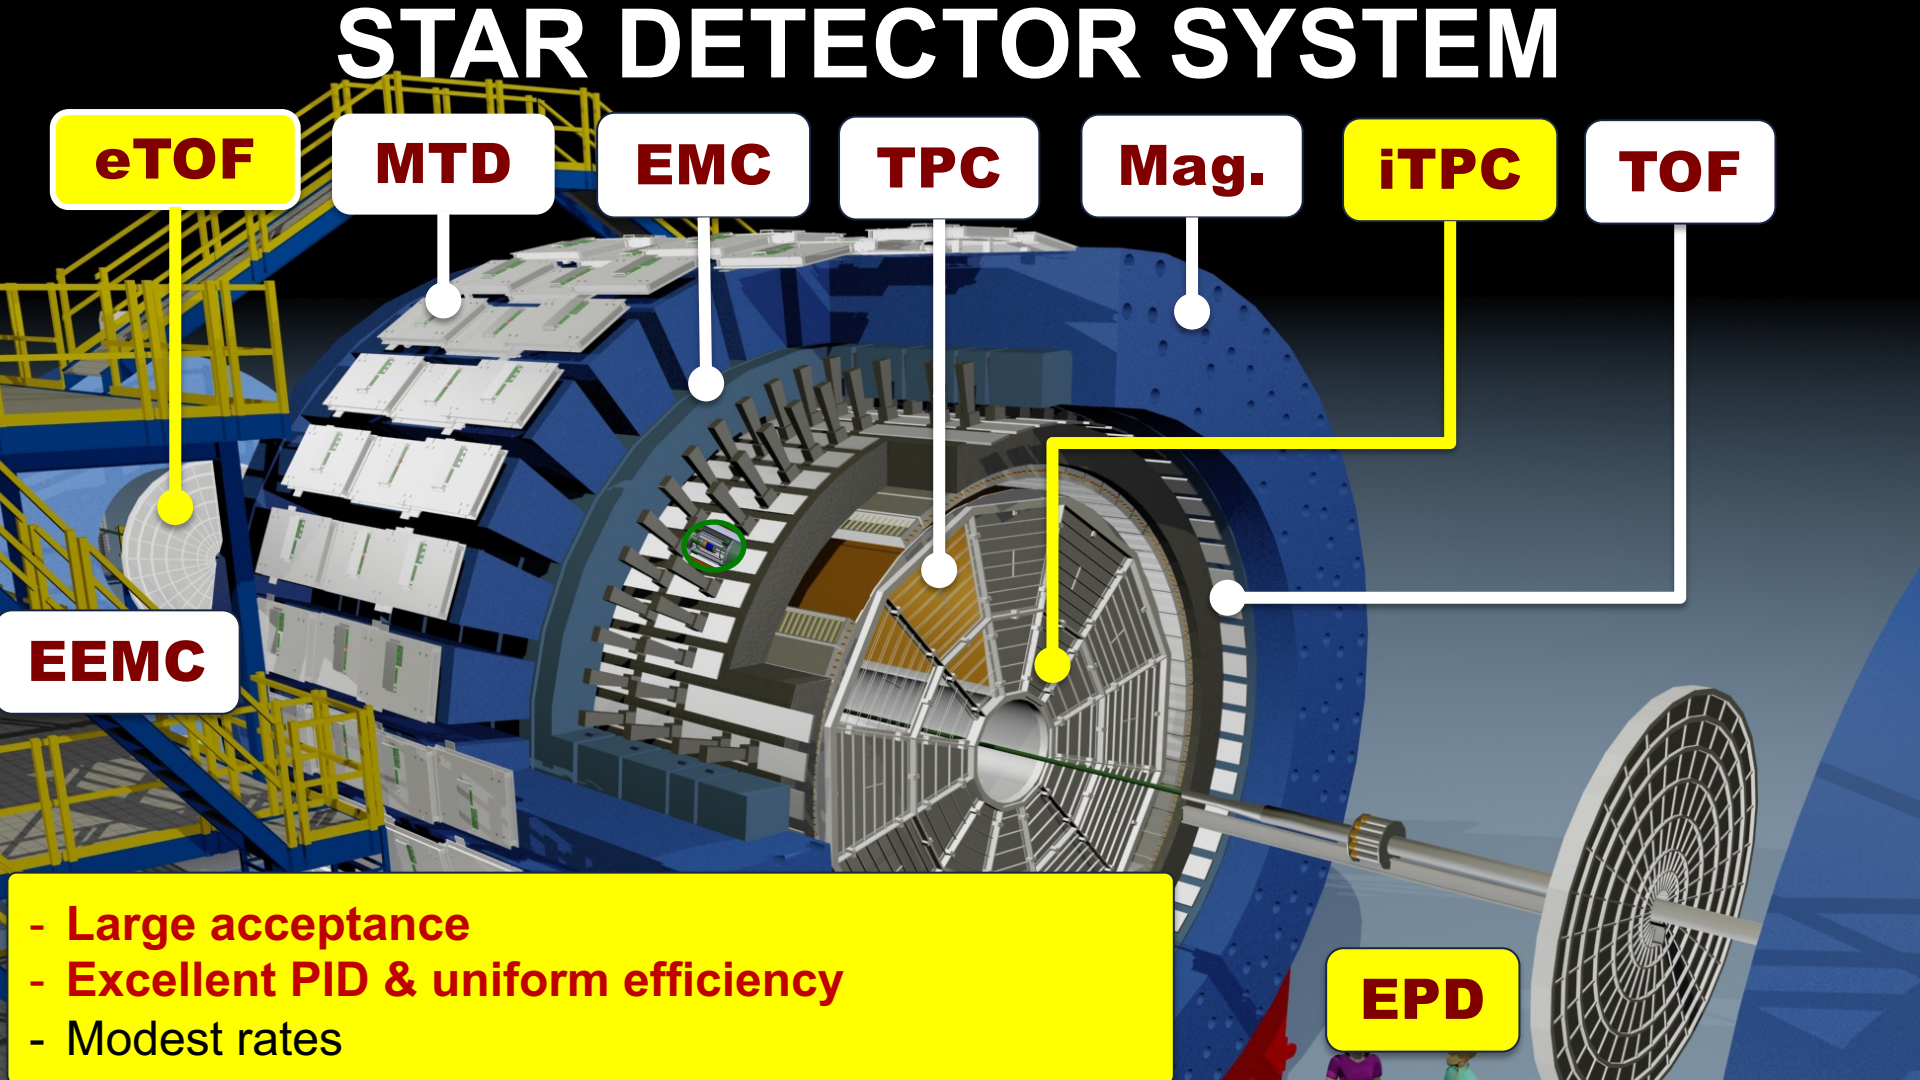 STAR DETECTOR SYSTEM
eTOF
MTD
EMC
TPC
Mag.
iTPC
TOF
EEMC
- Large acceptance
- Excellent PID & uniform efficiency
- Modest rates
EPD